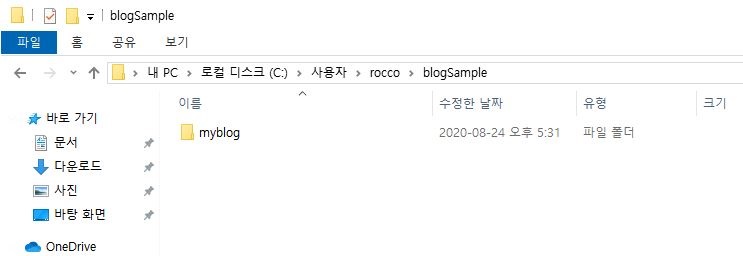 blogSample
파일 홈 공유 보기
내 PC 로컬 디스크 (C:) 사용자 rocco blogSample
이름 수정한 날짜 유형 크기
바로 가기
myblog 2020-08-24 오후 5:31 파일 폴더
문서
다운로드
사진
바탕 화면
OneDrive